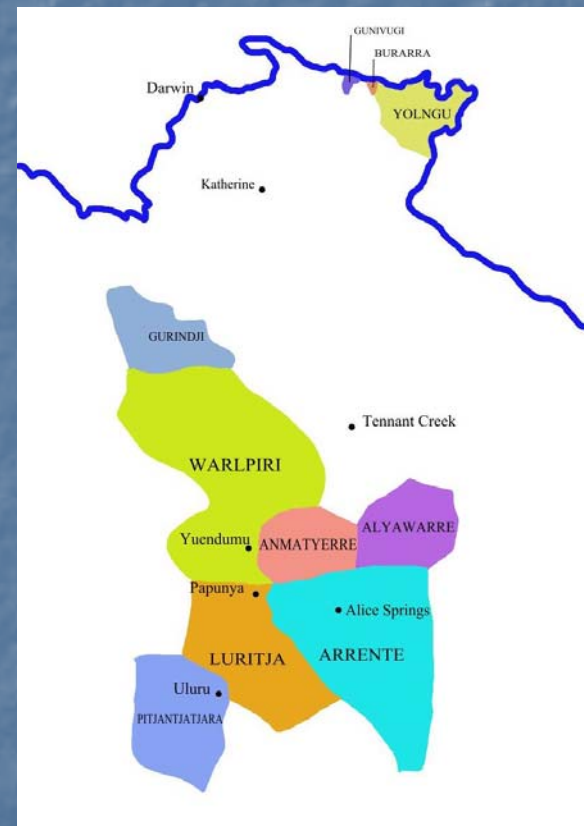 GUNIVUGI
BURARRA
Darwin
YOLNGU
Katherine
GURINDJI
Tennant Creek
WARLPIRI
ALYAWARRE
Yuendumu
ANMATYERRE
Papunya
Alice Springs
LURITJA
ARRENTE
Uluru
PITJANTJATJARA